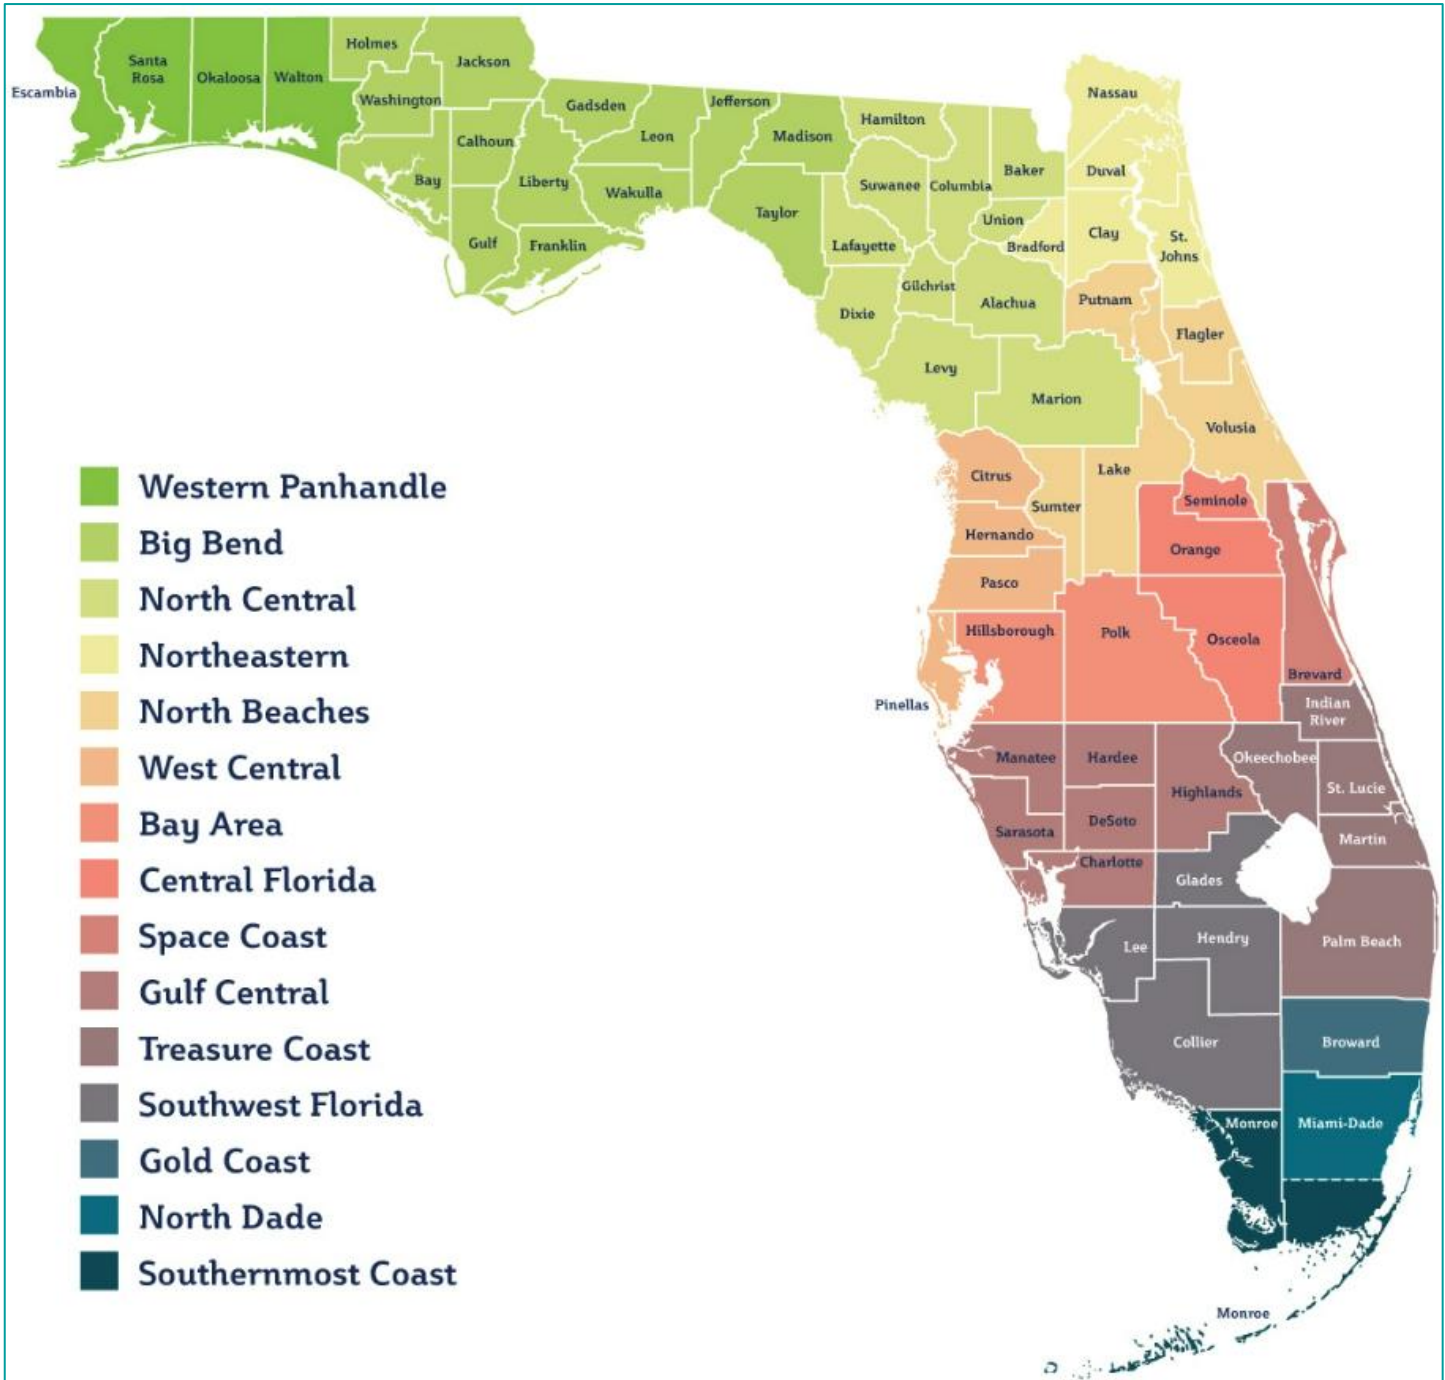 Holmes
Jackson
Santa
Rosa
Okaloosa
Walton
Escambia
Washington
Gadsden
Jefferson
Nassau
Hamilton
Leon
Madison
Calhoun
Baker
Duval
Bay
Liberty
Wakulla
Suwanee
Columbia
Taylor
Union
Gulf
Franklin
Lafayette
Bradford
Clay
St.
Johns
Gilchrist
Alachua
Putnam
Dixie
Flagler
Levy
Marion
Volusia
Citrus
Lake
Sumter
Seminole
Hernando
Orange
Pasco
Hillsborough
Polk
Osceola
Brevard
Pinellas
Indian
River
Manatee
Hardee
Okeechobee
Highlands
St. Lucie
Sarasota
DeSoto
Martin
Charlotte
Glades
Lee
Hendry
Palm Beach
Collier
Broward
Monroe
Miami-Dade
Monroe
Western Panhandle
Big Bend
North Central
Northeastern
North Beaches
West Central
Bay Area
Central Florida
Space Coast
Gulf Central
Treasure Coast
Southwest Florida
Gold Coast
North Dade
Southernmost Coast